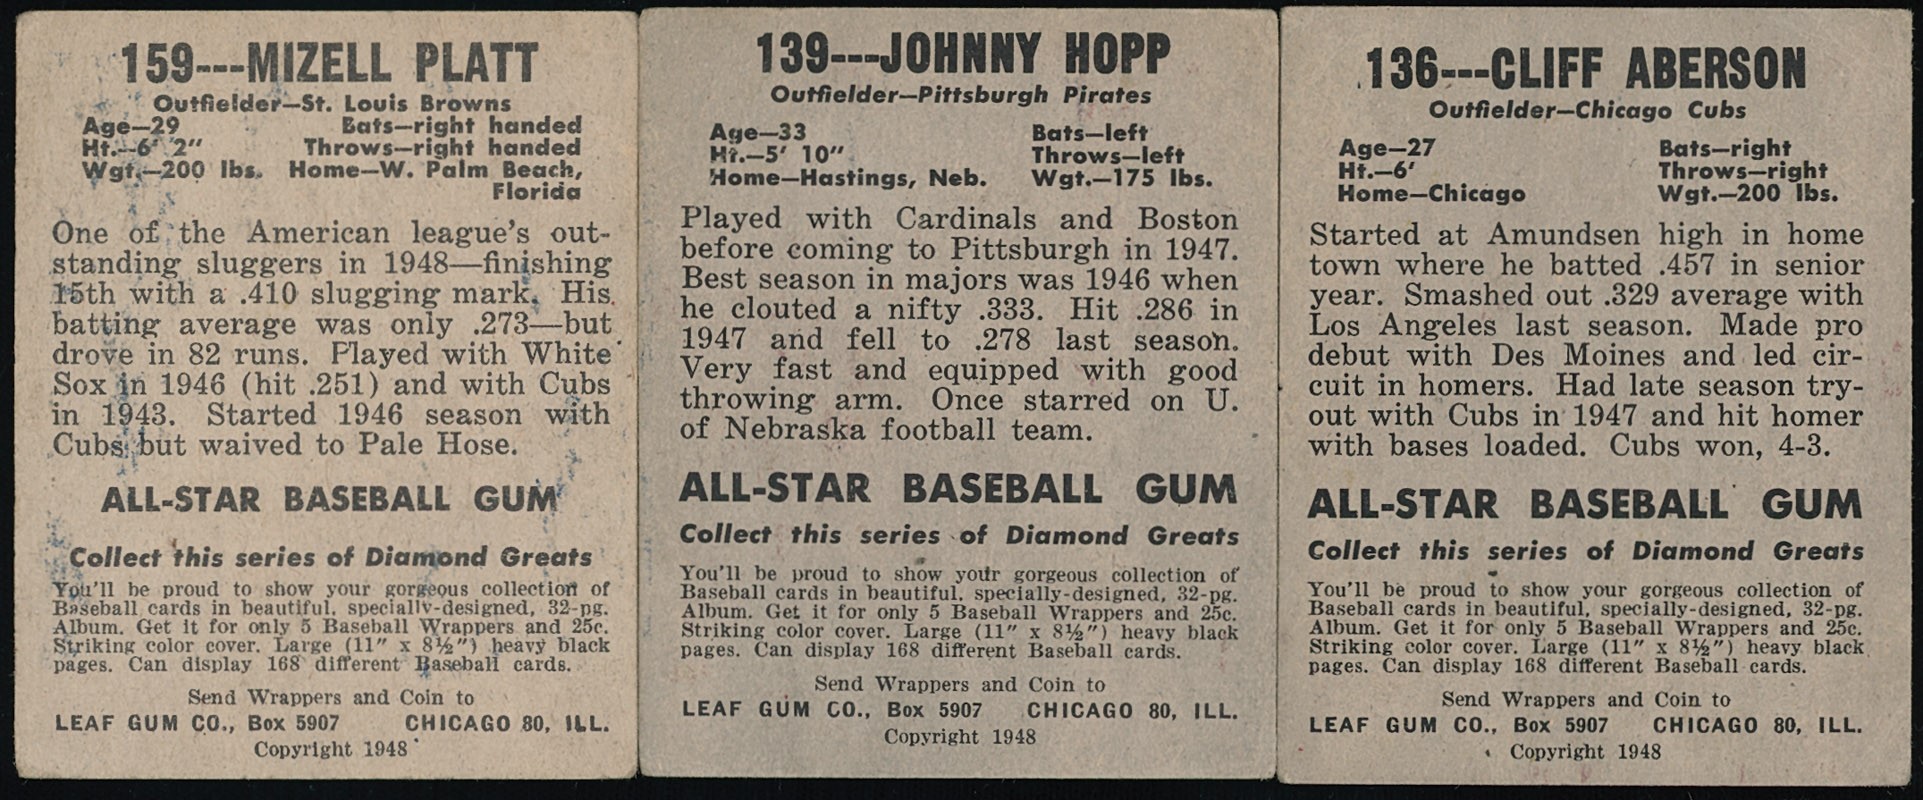 159---MIZELL PLATT
Outfielder—St. Louis Browns
Age—29 Bats—right handed
Ht.—6' 2" Throws—right handed
Wgt.—200 lbs. Home—W. Palm Beach,
Florida
One of the American league's out-
standing sluggers in 1948—finishing
15th with a .410 slugging mark. His
batting average was only .273—but
drove in 82 runs. Played with White
Sox in 1946 (hit .251) and with Cubs
in 1943. Started 1946 season with
Cubs but waived to Pale Hose.
ALL-STAR BASEBALL GUM
Collect this series of Diamond Greats
You'll be proud to show your gorgeous collection of
Baseball cards in beautiful, specially-designed, 32-pg.
Album. Get it for only 5 Baseball Wrappers and 25c.
Striking color cover. Large (11" x 8½") heavy black
pages. Can display 168 different Baseball cards.
Send Wrappers and Coin to
LEAF GUM CO., Box 5907 CHICAGO 80, ILL.
Copyright 1948
139---JOHNNY HOPP
Outfielder—Pittsburgh Pirates
Age—33 Bats—left
Ht.—5' 10" Throws—left
Home—Hastings, Neb. Wgt.—175 lbs.
Played with Cardinals and Boston
before coming to Pittsburgh in 1947.
Best season in majors was 1946 when
he clouted a nifty .333. Hit .286 in
1947 and fell to .278 last season.
Very fast and equipped with good
throwing arm. Once starred on U.
of Nebraska football team.
ALL-STAR BASEBALL GUM
Collect this series of Diamond Greats
You'll be proud to show your gorgeous collection of
Baseball cards in beautiful, specially-designed, 32-pg.
Album. Get it for only 5 Baseball Wrappers and 25c.
Striking color cover. Large (11" x 8½") heavy black
pages. Can display 168 different Baseball cards.
Send Wrappers and Coin to
LEAF GUM CO., Box 5907 CHICAGO 80, ILL.
Copyright 1948
136---CLIFF ABERSON
Outfielder—Chicago Cubs
Age—27 Bats—right
Ht.—6' Throws—right
Home—Chicago Wgt.—200 lbs.
Started at Amundsen high in home
town where he batted .457 in senior
year. Smashed out .329 average with
Los Angeles last season. Made pro
debut with Des Moines and led cir-
cuit in homers. Had late season try-
out with Cubs in 1947 and hit homer
with bases loaded. Cubs won, 4-3.
ALL-STAR BASEBALL GUM
Collect this series of Diamond Greats
You'll be proud to show your gorgeous collection of
Baseball cards in beautiful, specially-designed, 32-pg.
Album. Get it for only 5 Baseball Wrappers and 25c.
Striking color cover. Large (11" x 8½") heavy black
pages. Can display 168 different Baseball cards.
Send Wrappers and Coin to
LEAF GUM CO., Box 5907 CHICAGO 80, ILL.
Copyright 1948